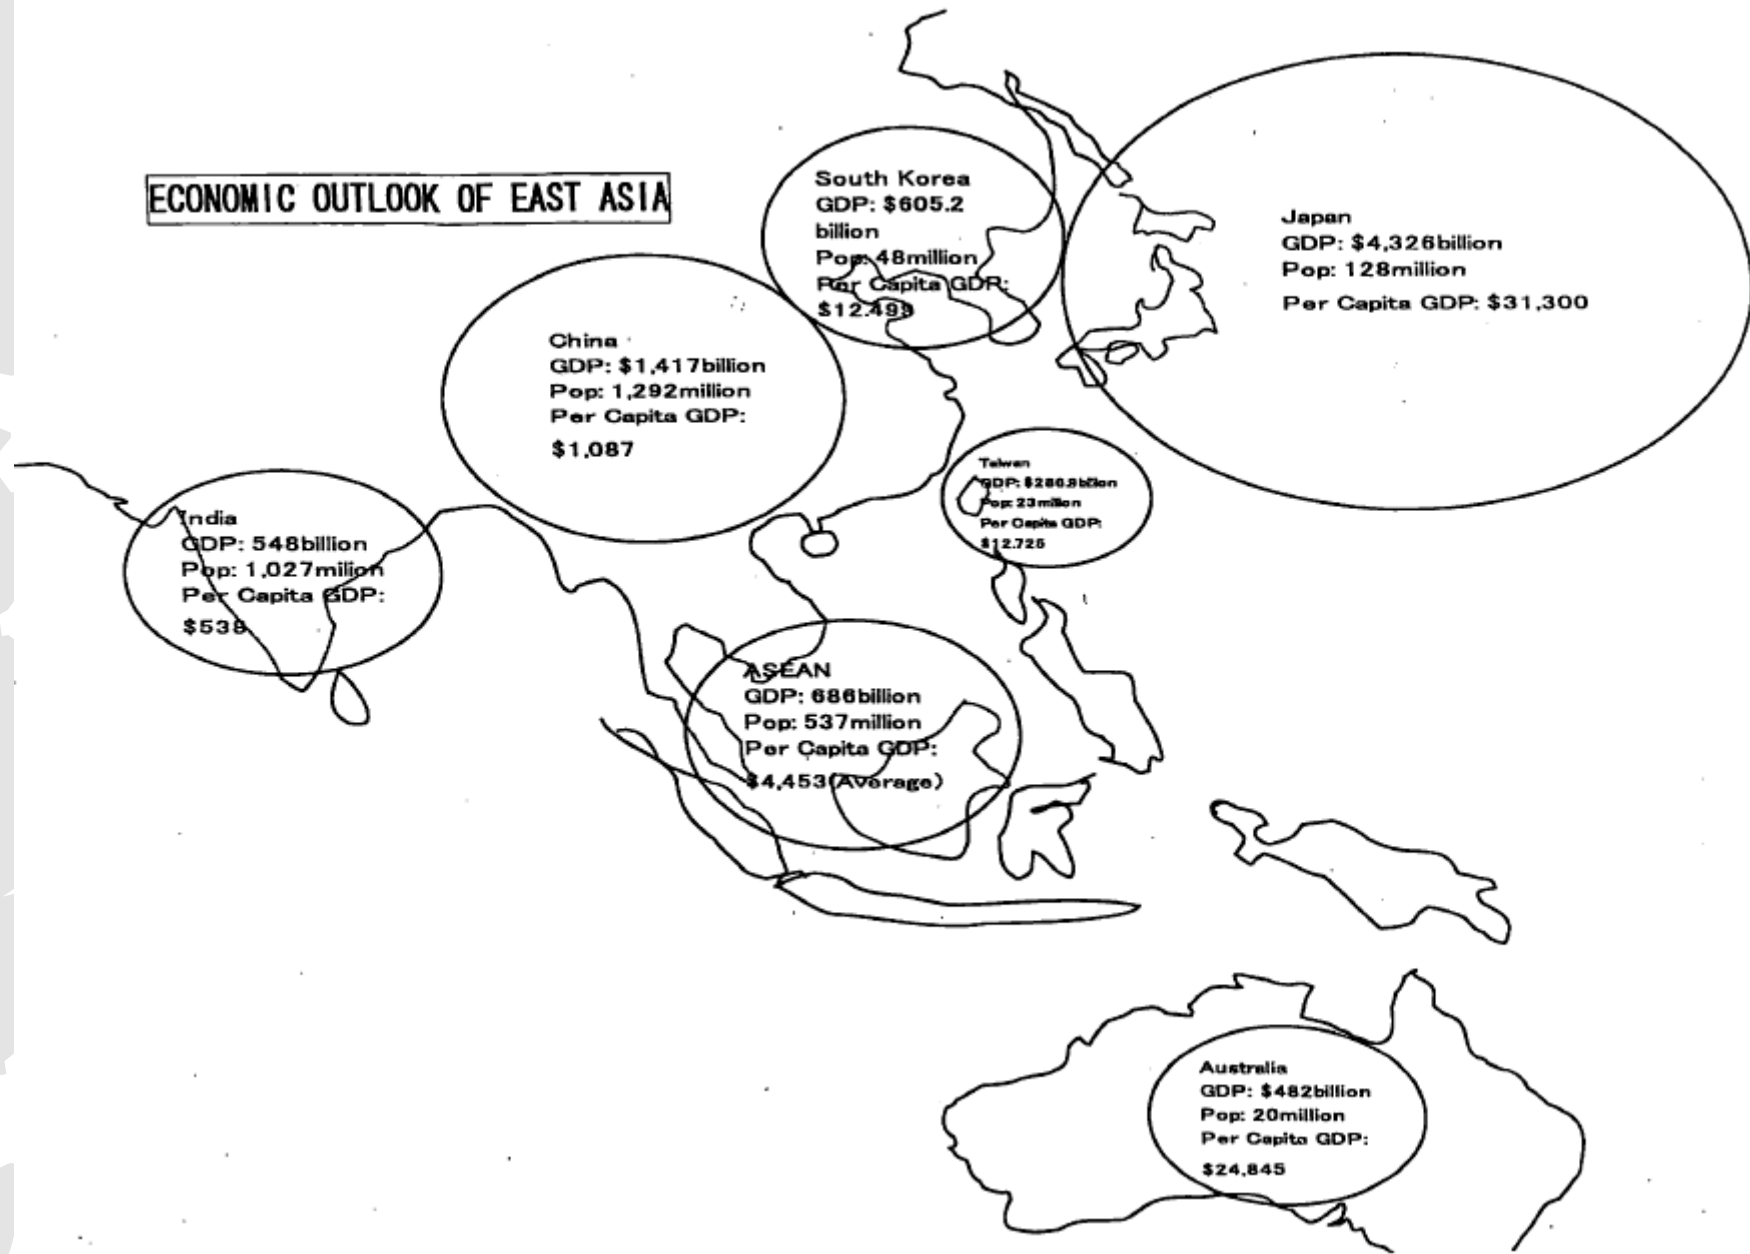 ECONOMIC OUTLOOK OF EAST ASIA
South Korea
GDP: $605.2
billion
Pop: 48million
Per Capita GDP:
$12.499
Japan
GDP: $4,326billion
Pop: 128million
Per Capita GDP: $31,300
China
GDP: $1,417billion
Pop: 1,292million
Per Capita GDP:
$1,087
Taiwan
GDP: $286.9billion
Pop: 23million
Per Capita GDP:
$12.725
India
GDP: 548billion
Pop: 1,027milion
Per Capita GDP:
$538
ASEAN
GDP: 686billion
Pop: 537million
Per Capita GDP:
$4,453(Average)
Australia
GDP: $482billion
Pop: 20million
Per Capita GDP:
$24,845